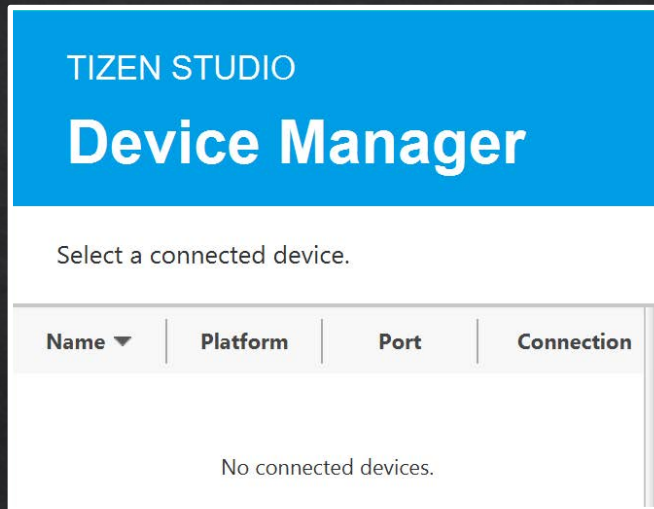 TIZEN STUDIO
Device Manager
Select a connected device.
Name Platform Port Connection
No connected devices.